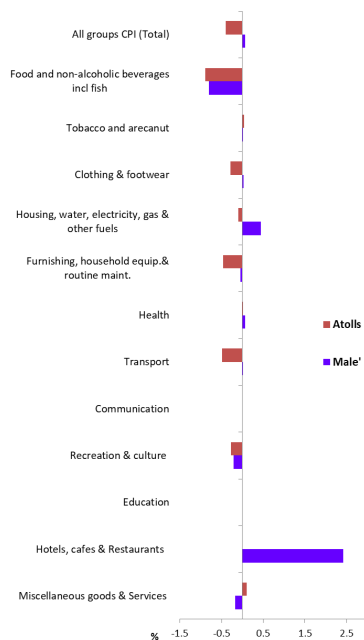 All groups CPI (Total)
Food and non-alcoholic beverages
incl fish
Tobacco and arecanut
Clothing & footwear
Housing, water, electricity, gas &
other fuels
Furnishing, household equip.&
routine maint.
Health
Atolls
Transport
Male'
Communication
Recreation & culture
Education
Hotels, cafes & Restaurants
Miscellaneous goods & Services
-1.5 -0.5 0.5 1.5 2.5
%